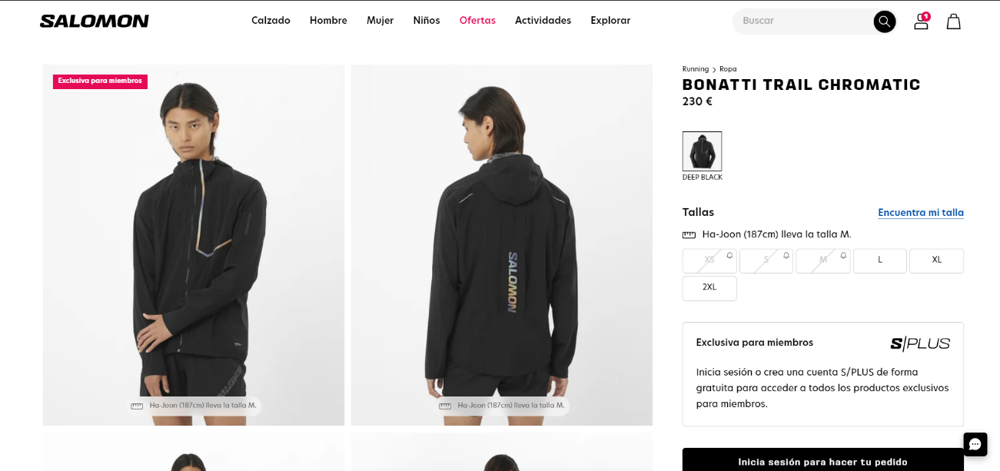 SALOMON
Calzado
Hombre
Mujer
Niños
Ofertas
Actividades
Explorar
Buscar
1
Exclusiva para miembros
SALOMON
Ha-Joon (187cm) lleva la talla M.
SALOMON
Ha-Joon (187cm) lleva la talla M.
Running > Ropa
BONATTI TRAIL CHROMATIC
230 €
DEEP BLACK
Tallas
Encuentra mi talla
Ha-Joon (187cm) lleva la talla M.
XS
S
M
L
XL
2XL
Exclusiva para miembros
S/PLUS
Inicia sesión o crea una cuenta S/PLUS de forma
gratuita para acceder a todos los productos exclusivos
para miembros.
Inicia sesión para hacer tu pedido